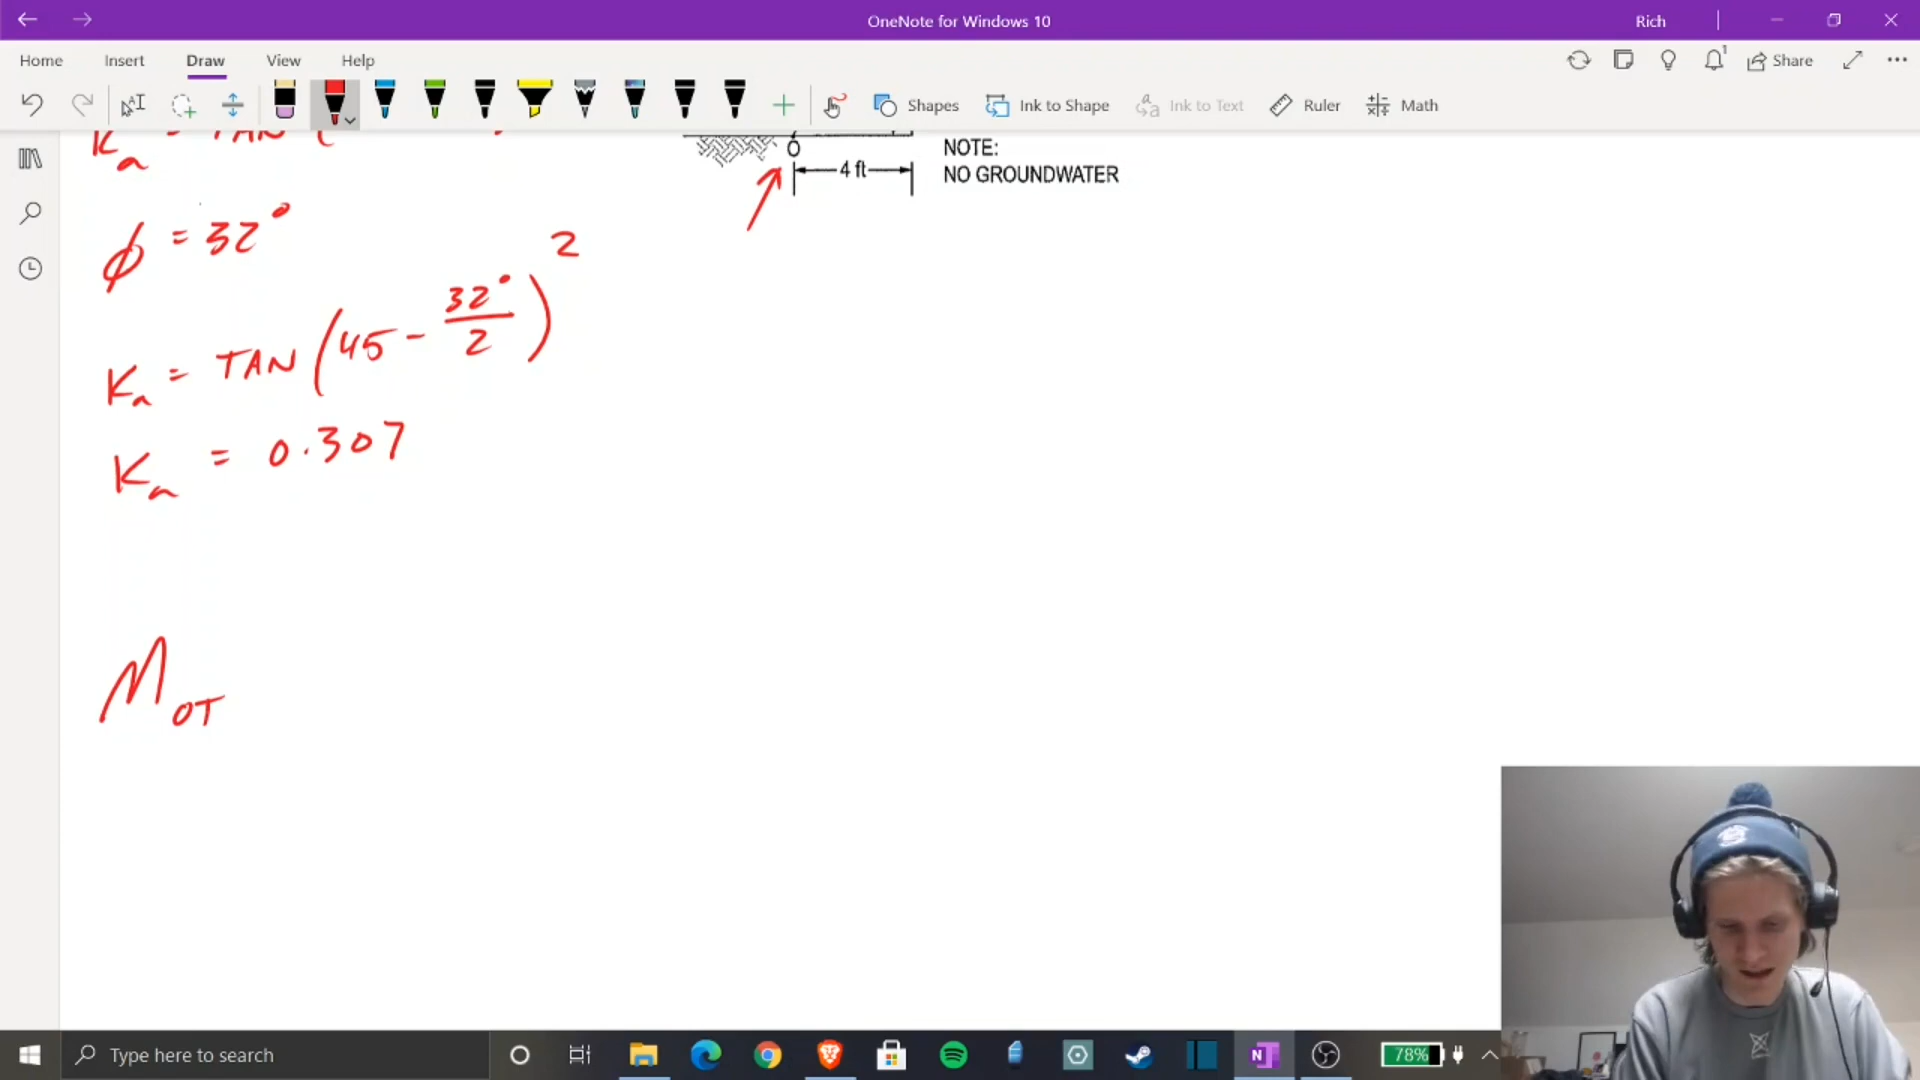 OneNote for Windows 10
Rich
Home Insert Draw View Help
Share
Shapes Ink to Shape Ink to Text Ruler Math
Ka = TAN (
O
4 ft
NOTE:
NO GROUNDWATER
ϕ = 32°
Ka = TAN (45 - 32°/2)²
Ka = 0.307
MOT
Type here to search
78%